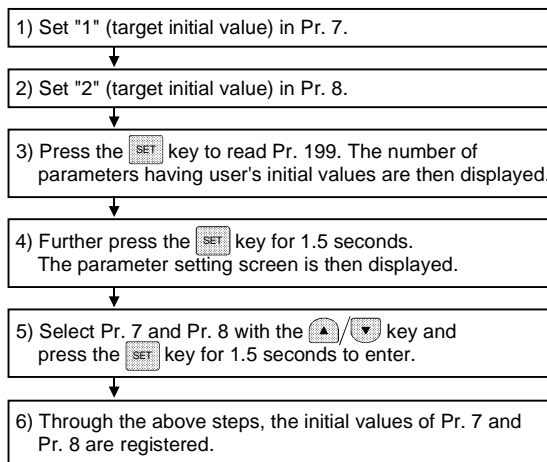 1) Set "1" (target initial value) in Pr. 7.
2) Set "2" (target initial value) in Pr. 8.
3) Press the SET key to read Pr. 199. The number of
parameters having user's initial values are then displayed.
4) Further press the SET key for 1.5 seconds.
The parameter setting screen is then displayed.
5) Select Pr. 7 and Pr. 8 with the ▲/▼ key and
press the SET key for 1.5 seconds to enter.
6) Through the above steps, the initial values of Pr. 7 and
Pr. 8 are registered.